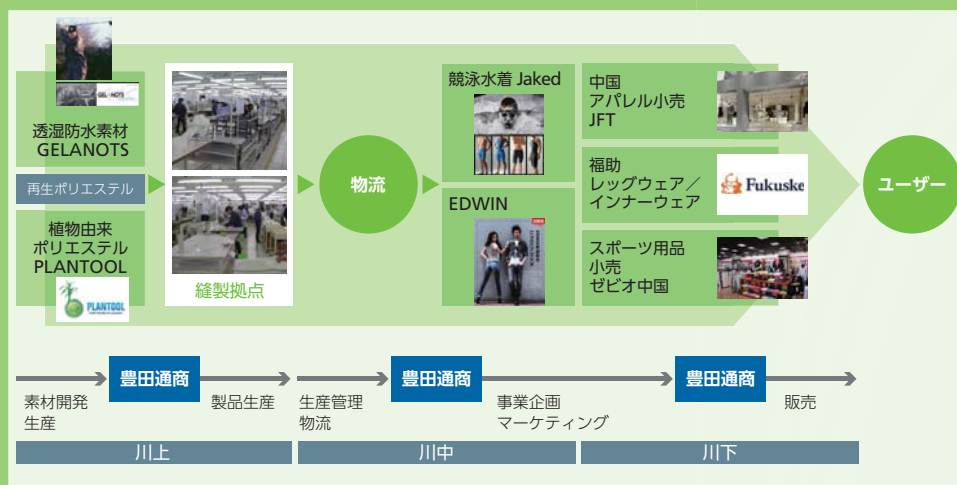 GELANOTS
透湿防水素材
GELANOTS
再生ポリエステル
植物由来
ポリエステル
PLANTOOL
PLANTOOL
縫製拠点
物流
競泳水着 Jaked
EDWIN
中国
アパレル小売
JFT
福助
レッグウェア／
インナーウェア
Fukuske
スポーツ用品
小売
ゼビオ中国
ユーザー
豊田通商
豊田通商
豊田通商
素材開発
生産
製品生産
生産管理
物流
事業企画
マーケティング
販売
川上
川中
川下